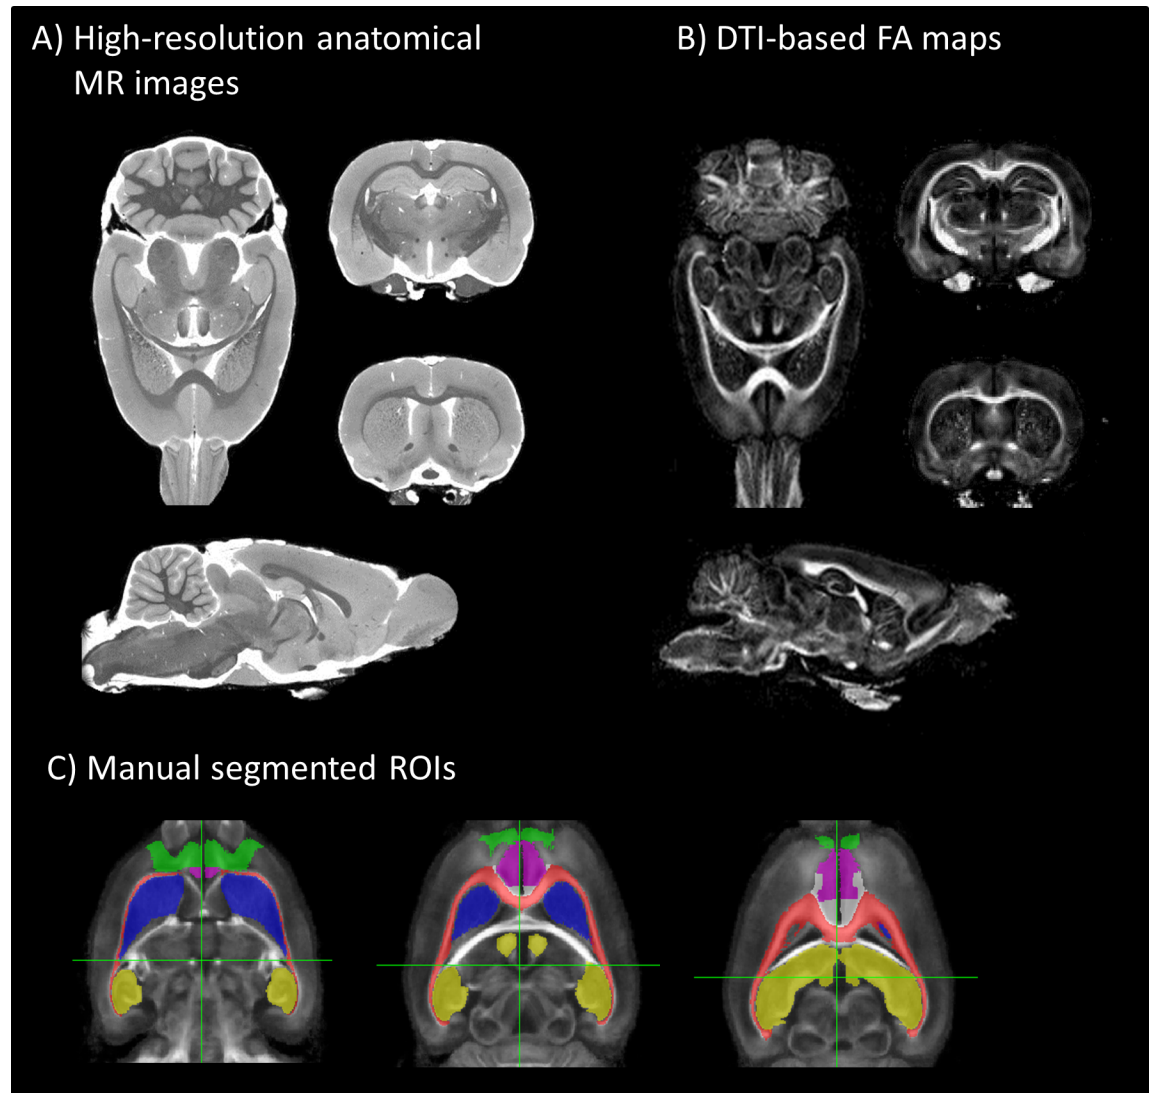 A) High-resolution anatomical
MR images
B) DTI-based FA maps
C) Manual segmented ROIs